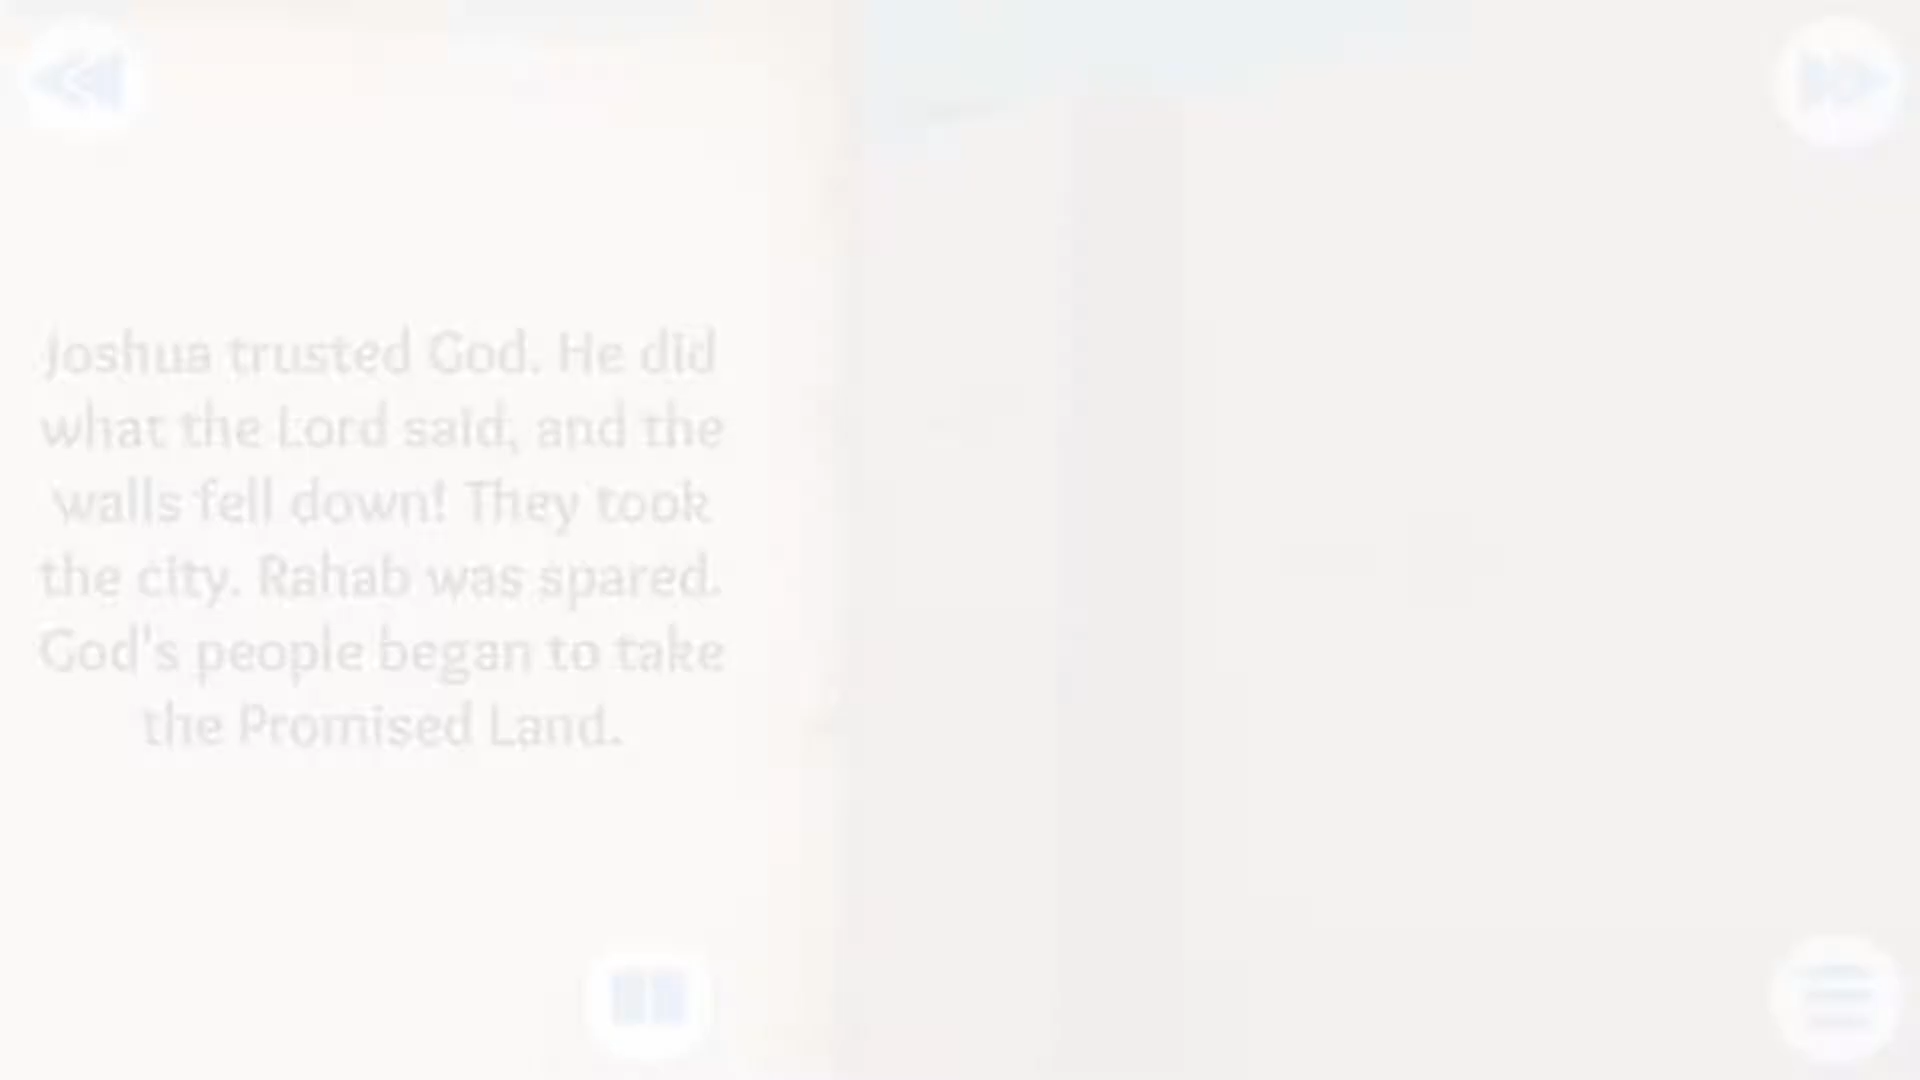 Joshua trusted God. He did
what the Lord said, and the
walls fell down! They took
the city. Rahab was spared.
God's people began to take
the Promised Land.